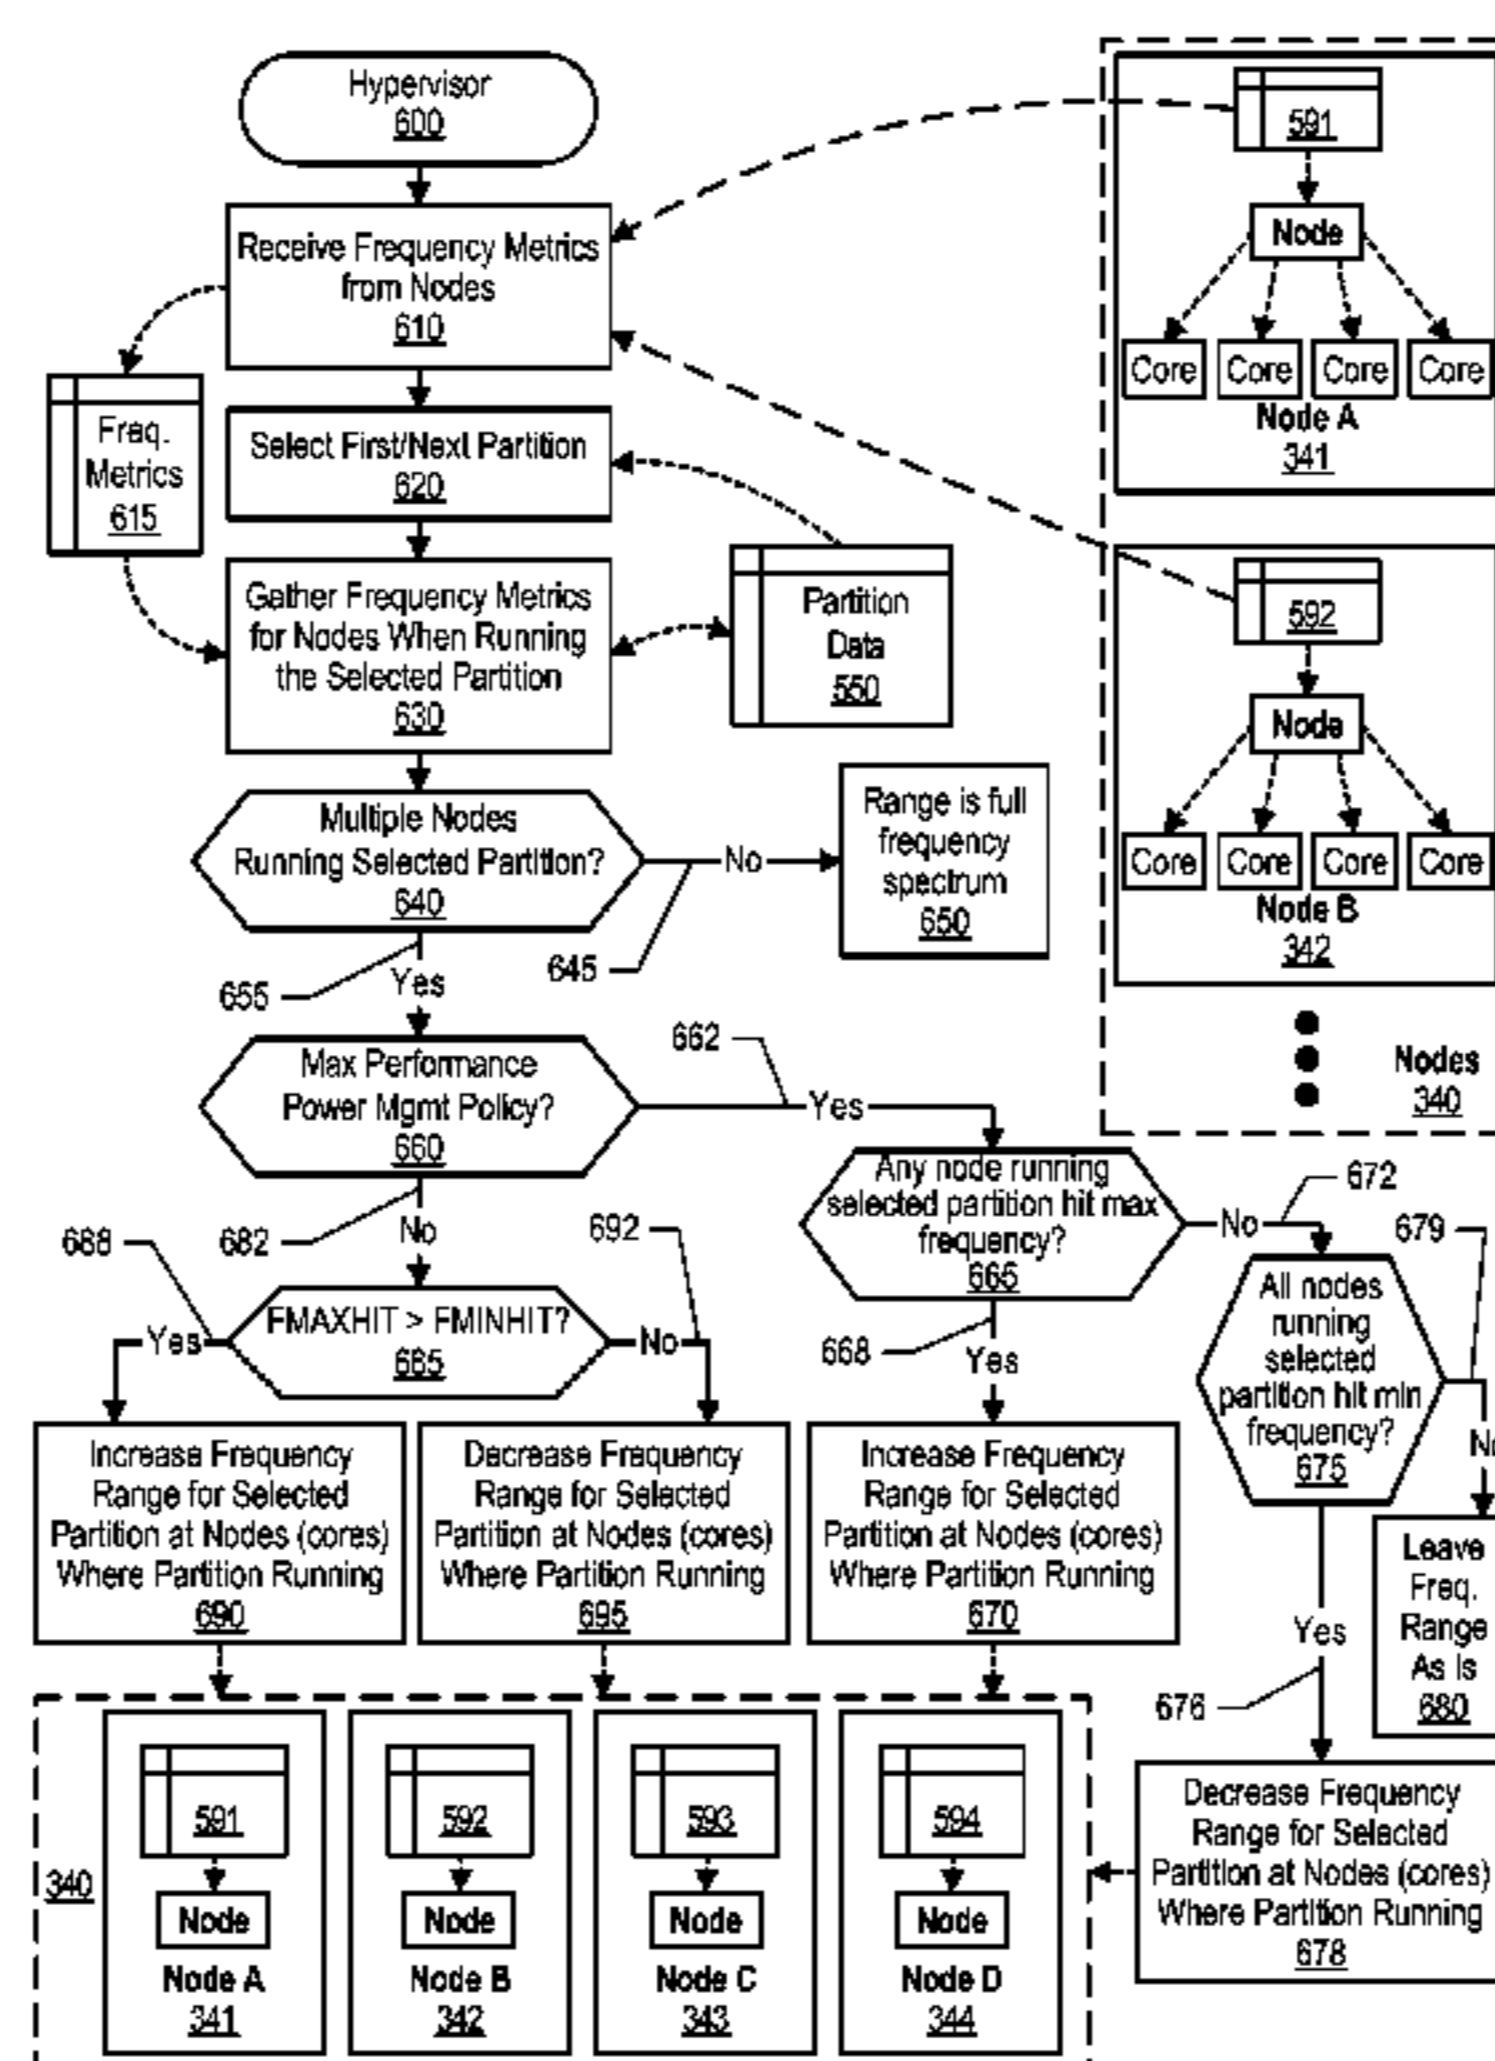 Hypervisor
600
Receive Frequency Metrics
from Nodes
610
Freq.
Metrics
615
Select First/Next Partition
620
Gather Frequency Metrics
for Nodes When Running
the Selected Partition
630
Partition
Data
550
591
Node
Core Core Core Core
Node A
341
592
Node
Core Core Core Core
Node B
342
Nodes
340
Multiple Nodes
Running Selected Partition?
640
No
645
Range is full
frequency
spectrum
650
655
Yes
Max Performance
Power Mgmt Policy?
660
662
Yes
682
No
Any node running
selected partition hit max
frequency?
665
672
No
668
Yes
679
All nodes
running
selected
partition hit min
frequency?
675
688
Yes
FMAXHIT > FMINHIT?
685
692
No
Increase Frequency
Range for Selected
Partition at Nodes (cores)
Where Partition Running
690
Decrease Frequency
Range for Selected
Partition at Nodes (cores)
Where Partition Running
695
Increase Frequency
Range for Selected
Partition at Nodes (cores)
Where Partition Running
670
Yes
676
Leave
Freq.
Range
As Is
680
Decrease Frequency
Range for Selected
Partition at Nodes (cores)
Where Partition Running
678
340
591
Node
Node A
341
592
Node
Node B
342
593
Node
Node C
343
594
Node
Node D
344